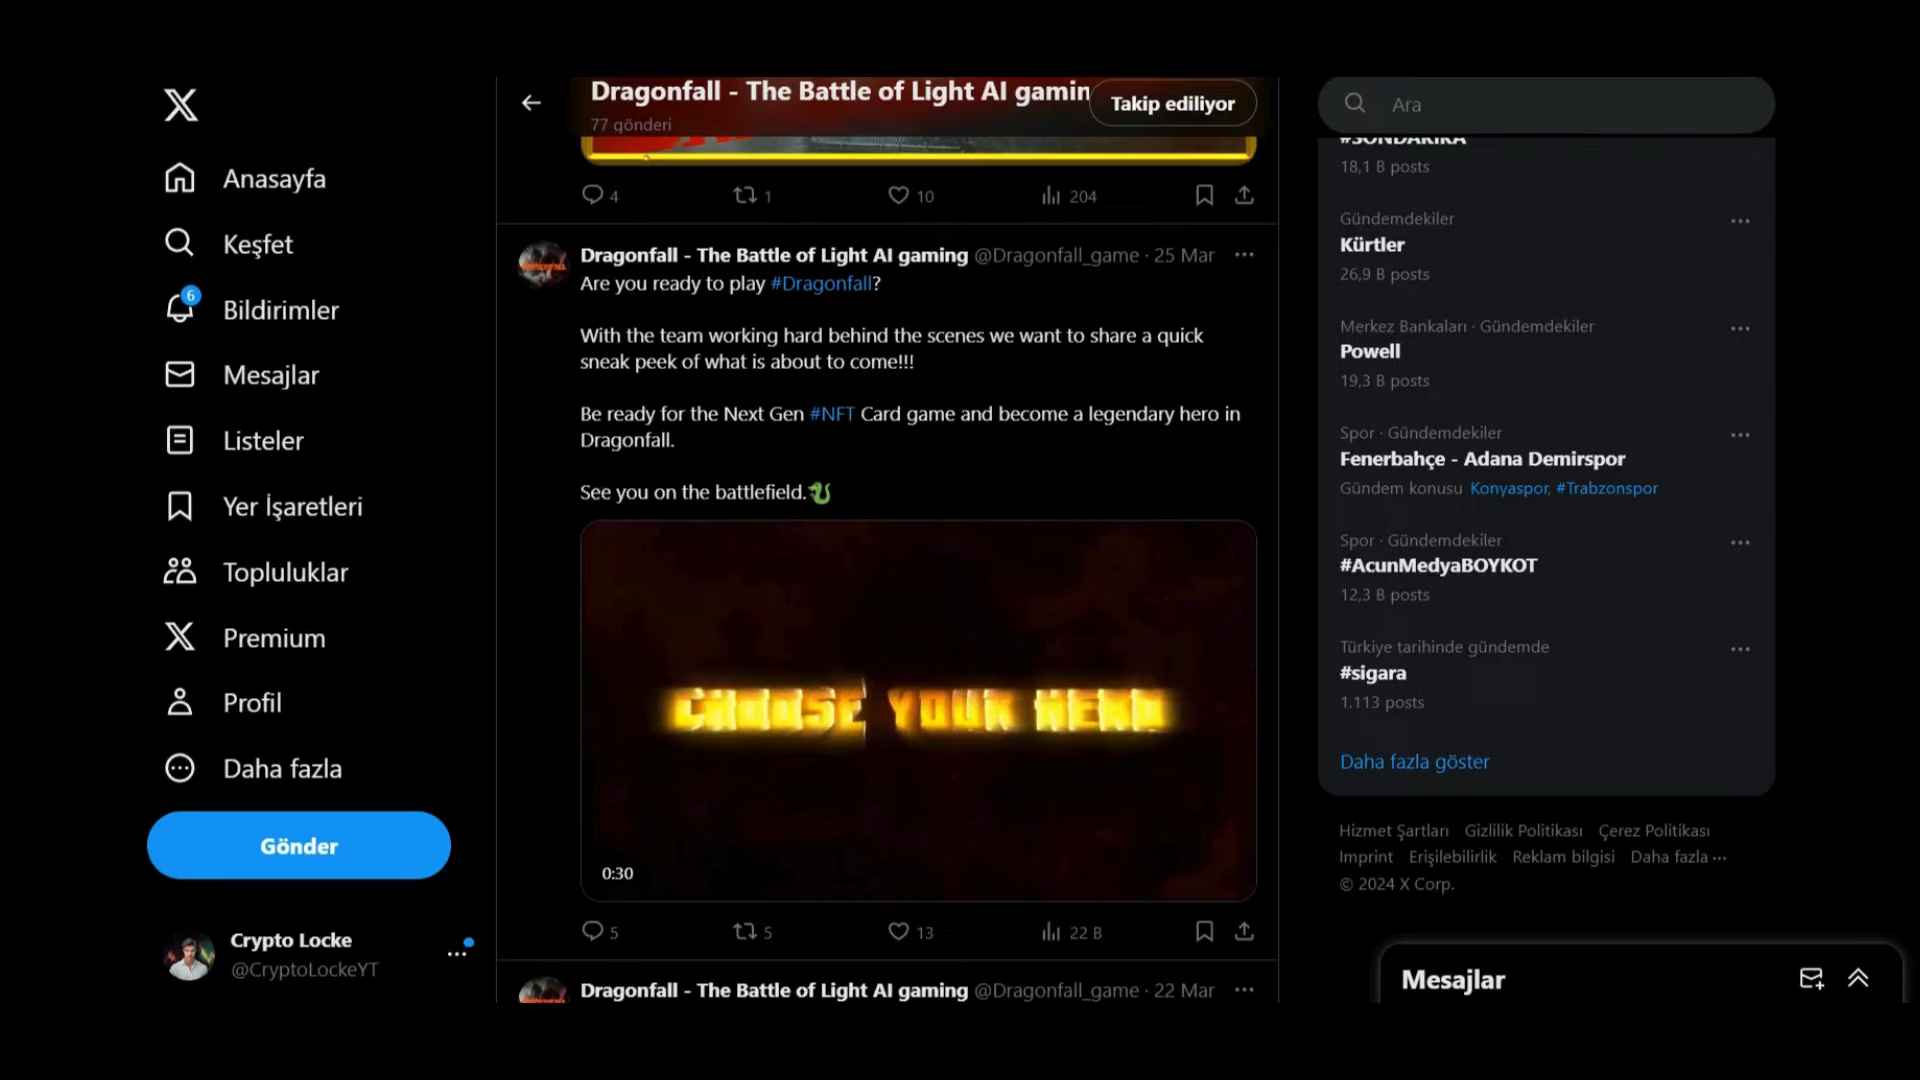 Anasayfa
Keşfet
6
Bildirimler
Mesajlar
Listeler
Yer İşaretleri
Topluluklar
Premium
Profil
Daha fazla
Gönder
Crypto Locke
@CryptoLockeYT
Dragonfall - The Battle of Light AI gamin
77 gönderi
Takip ediliyor
4
1
10
204
Dragonfall - The Battle of Light AI gaming @Dragonfall_game · 25 Mar
Are you ready to play #Dragonfall?
With the team working hard behind the scenes we want to share a quick
sneak peek of what is about to come!!!
Be ready for the Next Gen #NFT Card game and become a legendary hero in
Dragonfall.
See you on the battlefield.
CHOOSE YOUR HERO
0:30
5
5
13
22 B
Dragonfall - The Battle of Light AI gaming @Dragonfall_game · 22 Mar
Ara
#SONDAKIKA
18,1 B posts
Gündemdekiler
Kürtler
26,9 B posts
Merkez Bankaları · Gündemdekiler
Powell
19,3 B posts
Spor · Gündemdekiler
Fenerbahçe - Adana Demirspor
Gündem konusu Konyaspor, #Trabzonspor
Spor · Gündemdekiler
#AcunMedyaBOYKOT
12,3 B posts
Türkiye tarihinde gündemde
#sigara
1.113 posts
Daha fazla göster
Hizmet Şartları Gizlilik Politikası Çerez Politikası
Imprint Erişilebilirlik Reklam bilgisi Daha fazla ···
© 2024 X Corp.
Mesajlar